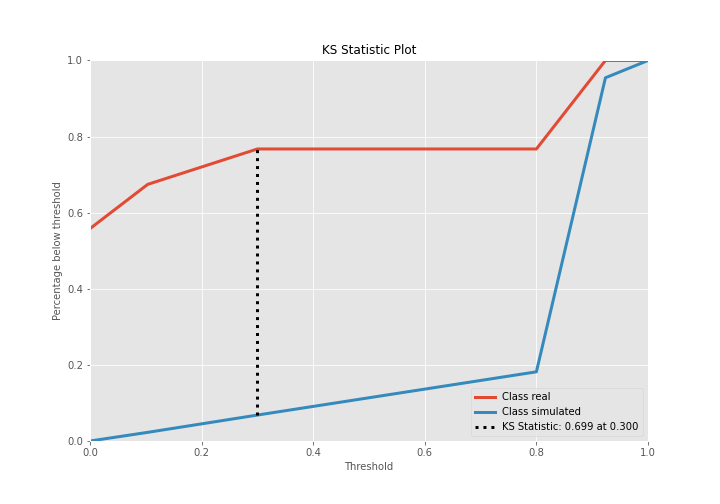 KS Statistic Plot
1.0
0.8
0.6
0.4
0.2
0.0
Percentage below threshold
Class real
Class simulated
KS Statistic: 0.699 at 0.300
0.0 0.2 0.4 0.6 0.8 1.0
Threshold